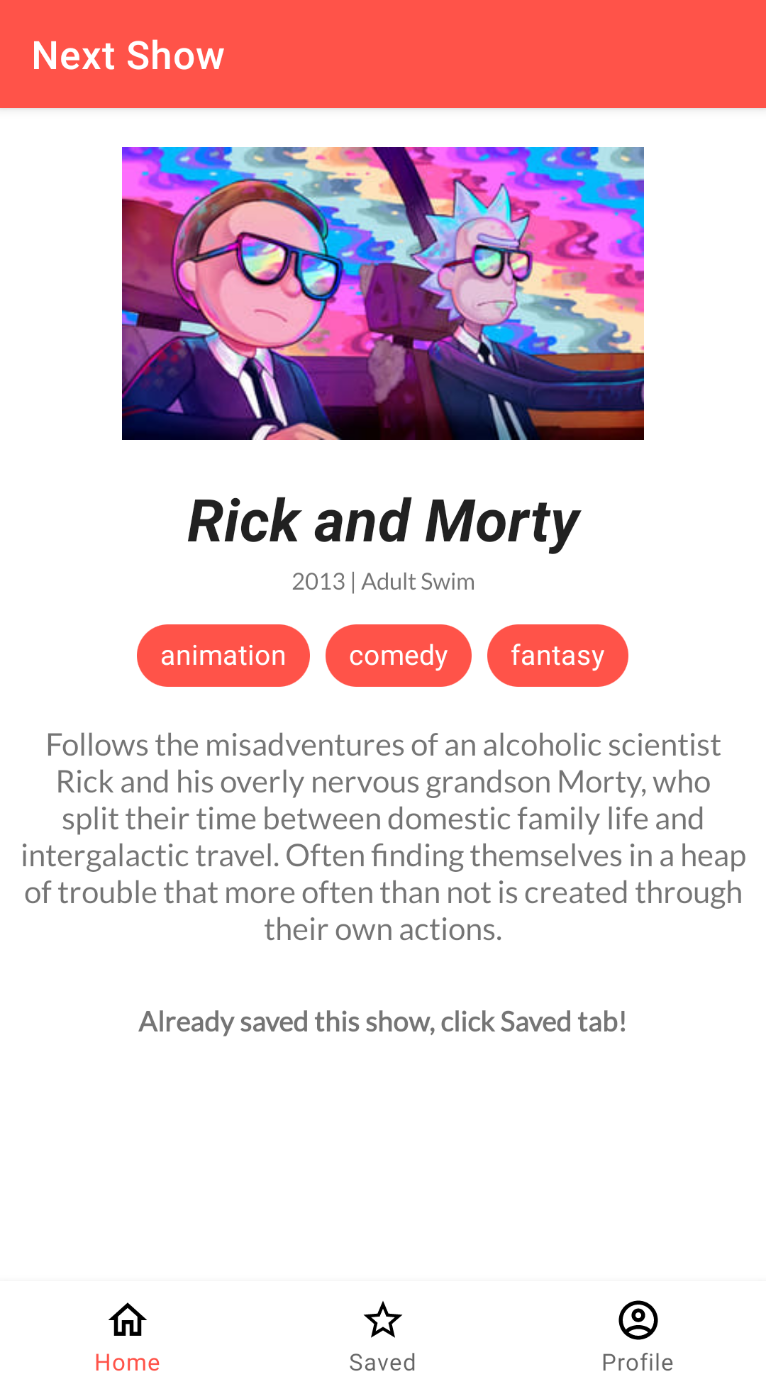 Next Show
Rick and Morty
2013 | Adult Swim
animation comedy fantasy
Follows the misadventures of an alcoholic scientist
Rick and his overly nervous grandson Morty, who
split their time between domestic family life and
intergalactic travel. Often finding themselves in a heap
of trouble that more often than not is created through
their own actions.
Already saved this show, click Saved tab!
Home Saved Profile